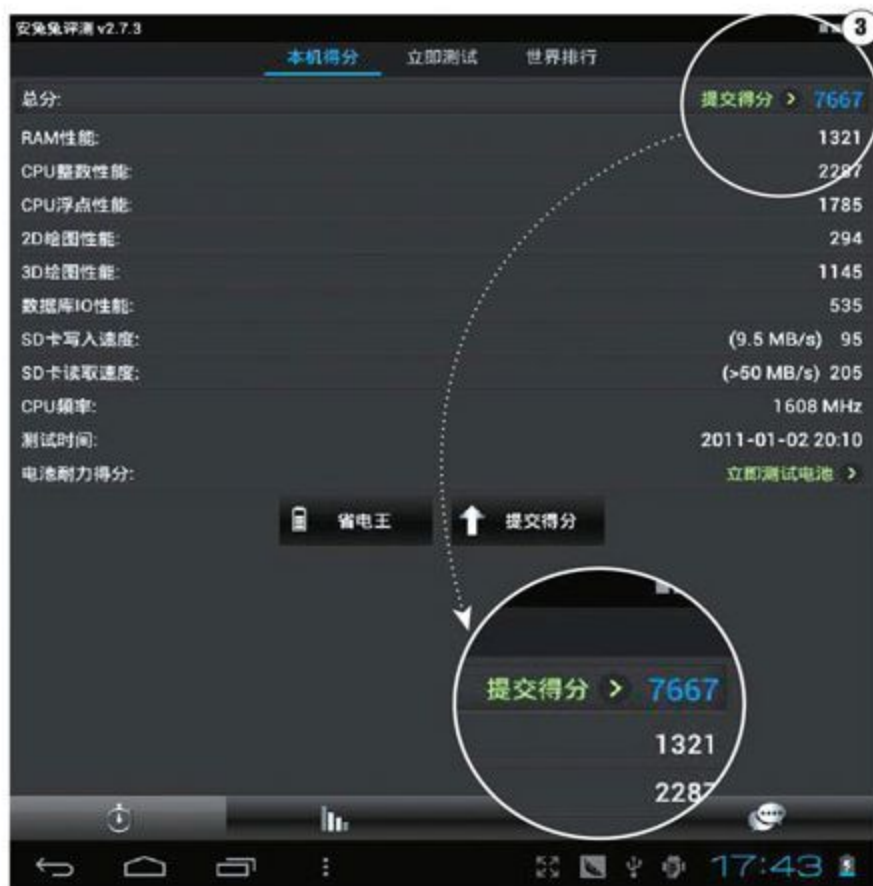 安兔兔评测 v2.7.3
3
本机得分 立即测试 世界排行
总分: 提交得分 > 7667
RAM性能: 1321
CPU整数性能: 2287
CPU浮点性能: 1785
2D绘图性能: 294
3D绘图性能: 1145
数据库IO性能: 535
SD卡写入速度: (9.5 MB/s) 95
SD卡读取速度: (>50 MB/s) 205
CPU频率: 1608 MHz
测试时间: 2011-01-02 20:10
电池耐力得分: 立即测试电池 >
省电王 提交得分
提交得分 > 7667
1321
2287
17:43